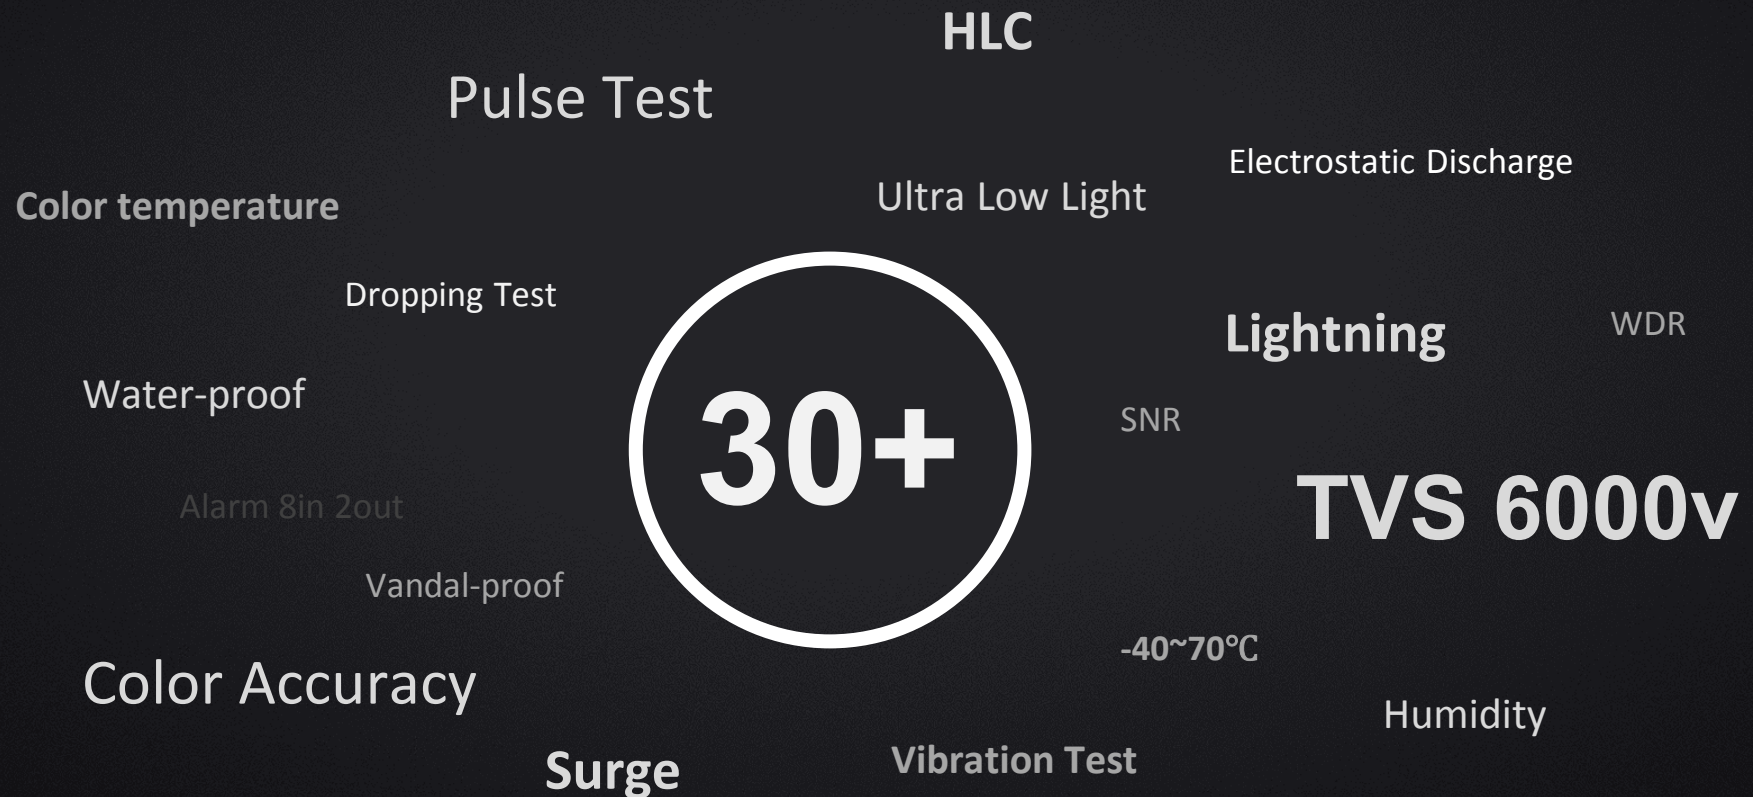 HLC
Pulse Test
Electrostatic Discharge
Ultra Low Light
Color temperature
Dropping Test
Lightning
WDR
Water-proof
SNR
30+
Alarm 8in 2out
TVS 6000v
Vandal-proof
-40~70℃
Color Accuracy
Humidity
Vibration Test
Surge